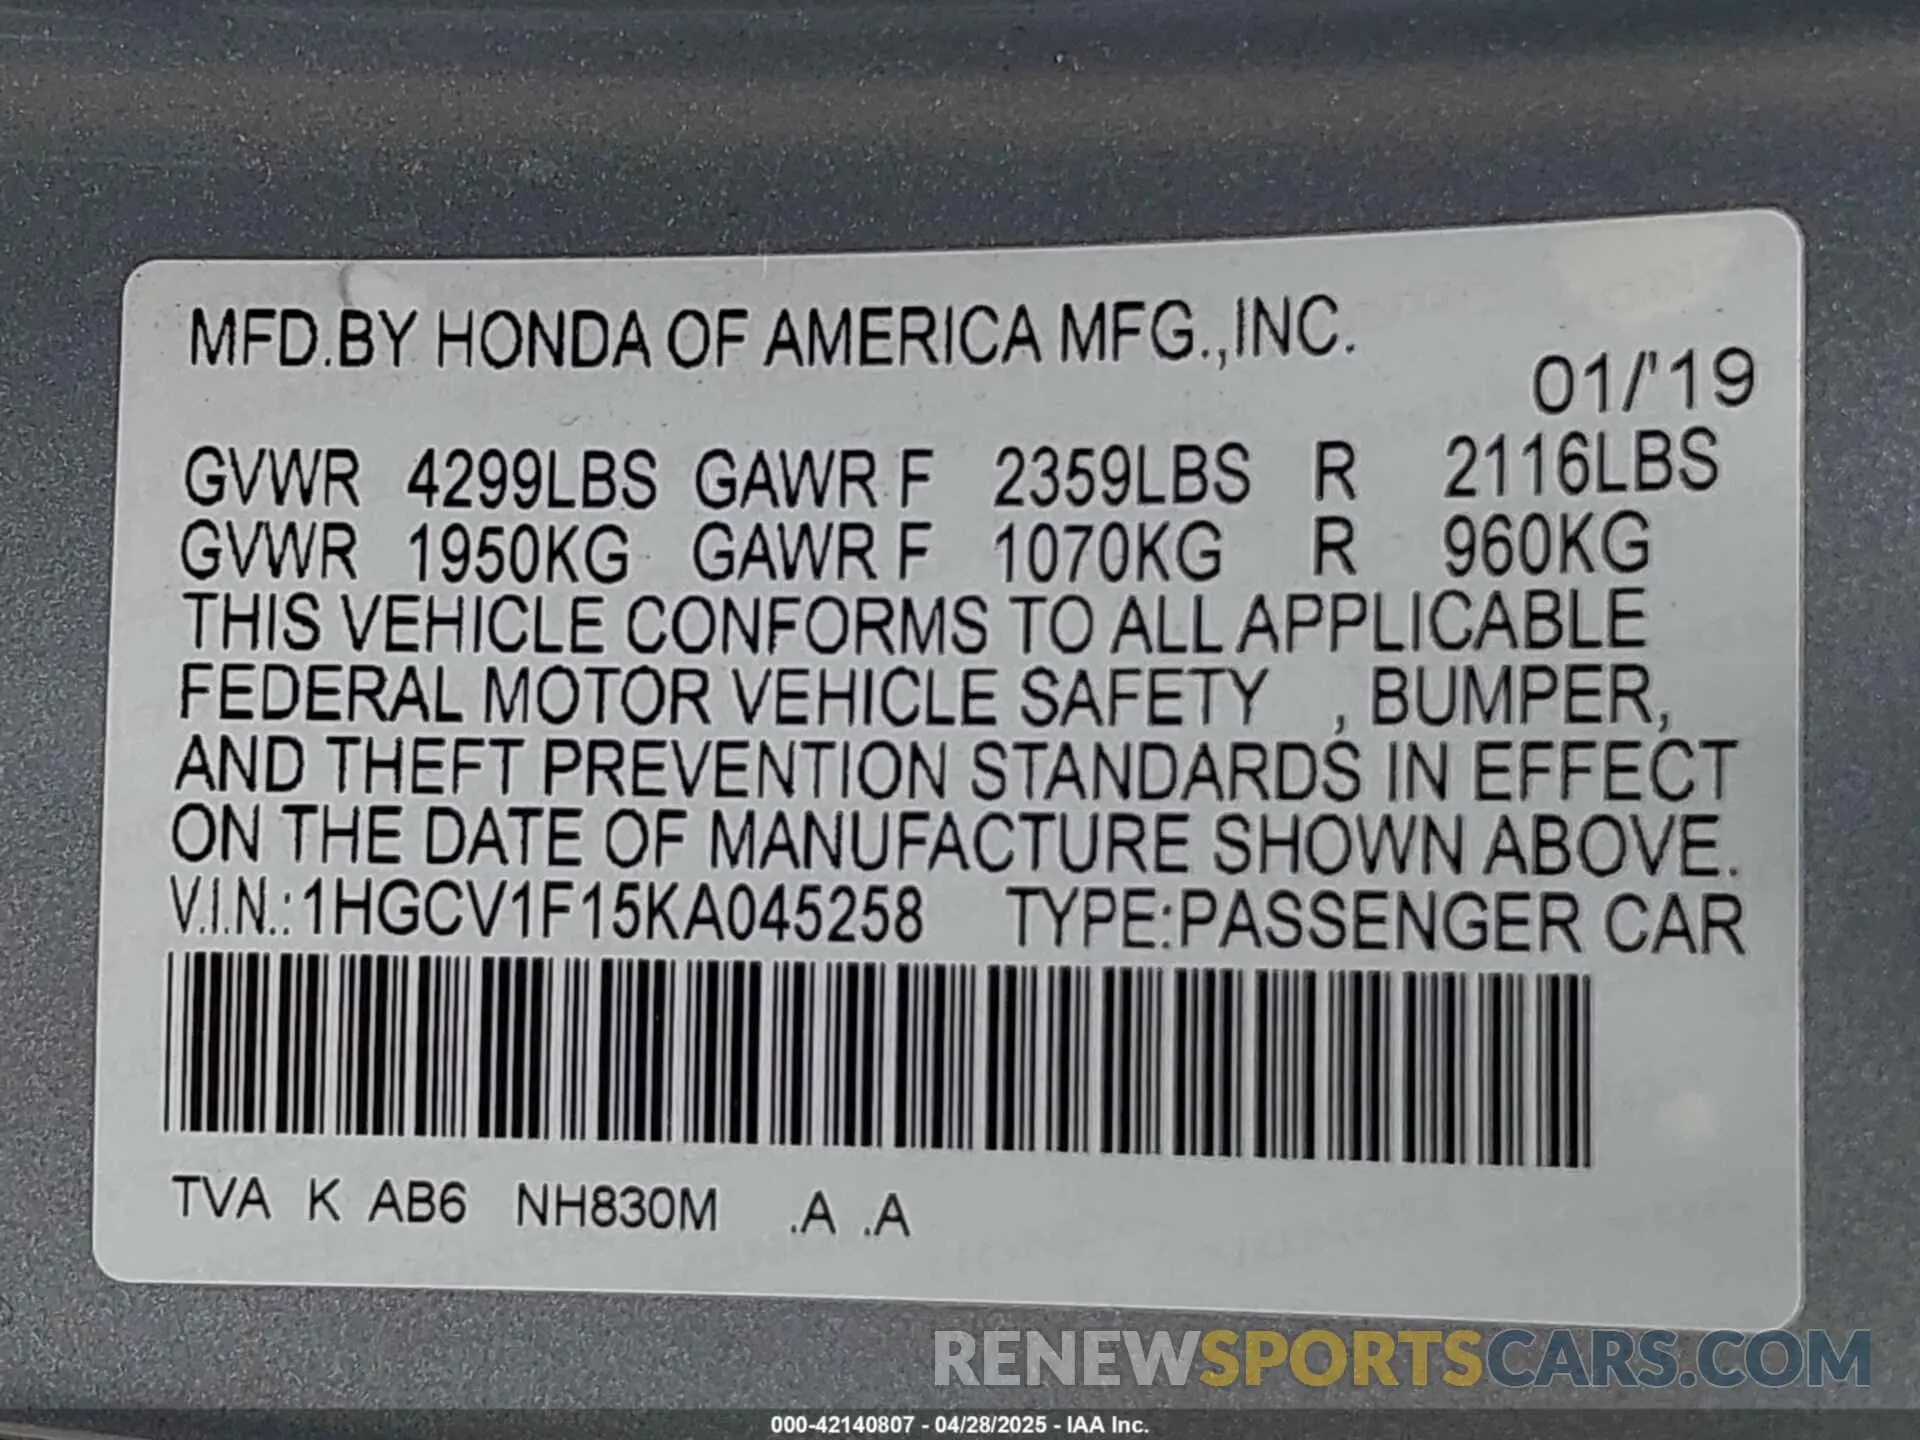 MFD.BY HONDA OF AMERICA MFG.,INC.
01/'19
GVWR 4299LBS GAWR F 2359LBS R 2116LBS
GVWR 1950KG GAWR F 1070KG R 960KG
THIS VEHICLE CONFORMS TO ALL APPLICABLE
FEDERAL MOTOR VEHICLE SAFETY , BUMPER,
AND THEFT PREVENTION STANDARDS IN EFFECT
ON THE DATE OF MANUFACTURE SHOWN ABOVE.
V.I.N.:1HGCV1F15KA045258 TYPE:PASSENGER CAR
TVA K AB6 NH830M .A .A
RENEWSPORTSCARS.COM
000-42140807 - 04/28/2025 - IAA Inc.